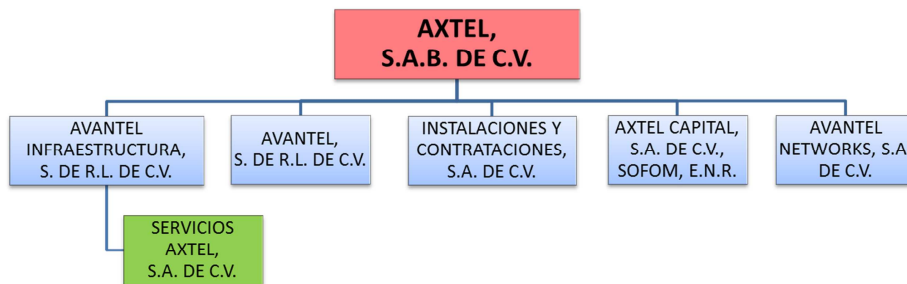 AXTEL,
S.A.B. DE C.V.
AVANTEL
INFRAESTRUCTURA,
S. DE R.L. DE C.V.
AVANTEL,
S. DE R.L. DE C.V.
INSTALACIONES Y
CONTRATACIONES,
S.A. DE C.V.
AXTEL CAPITAL,
S.A. DE C.V.,
SOFOM, E.N.R.
AVANTEL
NETWORKS, S.A.
DE C.V.
SERVICIOS
AXTEL,
S.A. DE C.V.